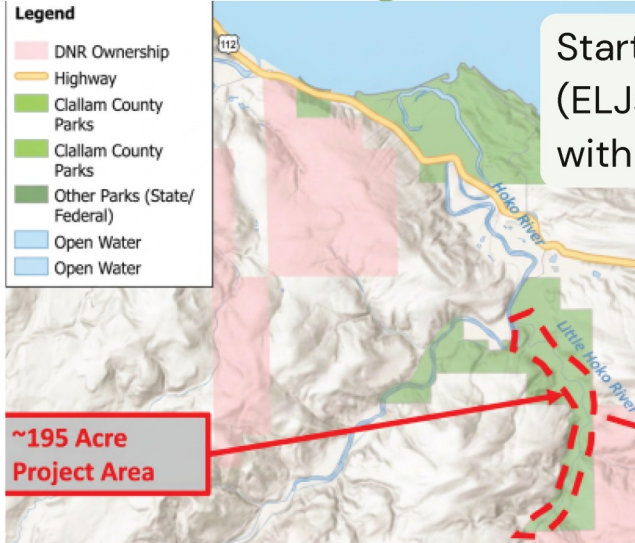 Legend
DNR Ownership
Highway
Clallam County
Parks
Clallam County
Parks
Other Parks (State/
Federal)
Open Water
Open Water
112
Start
(ELJ
with
Hoko River
Little Hoko River
~195 Acre
Project Area